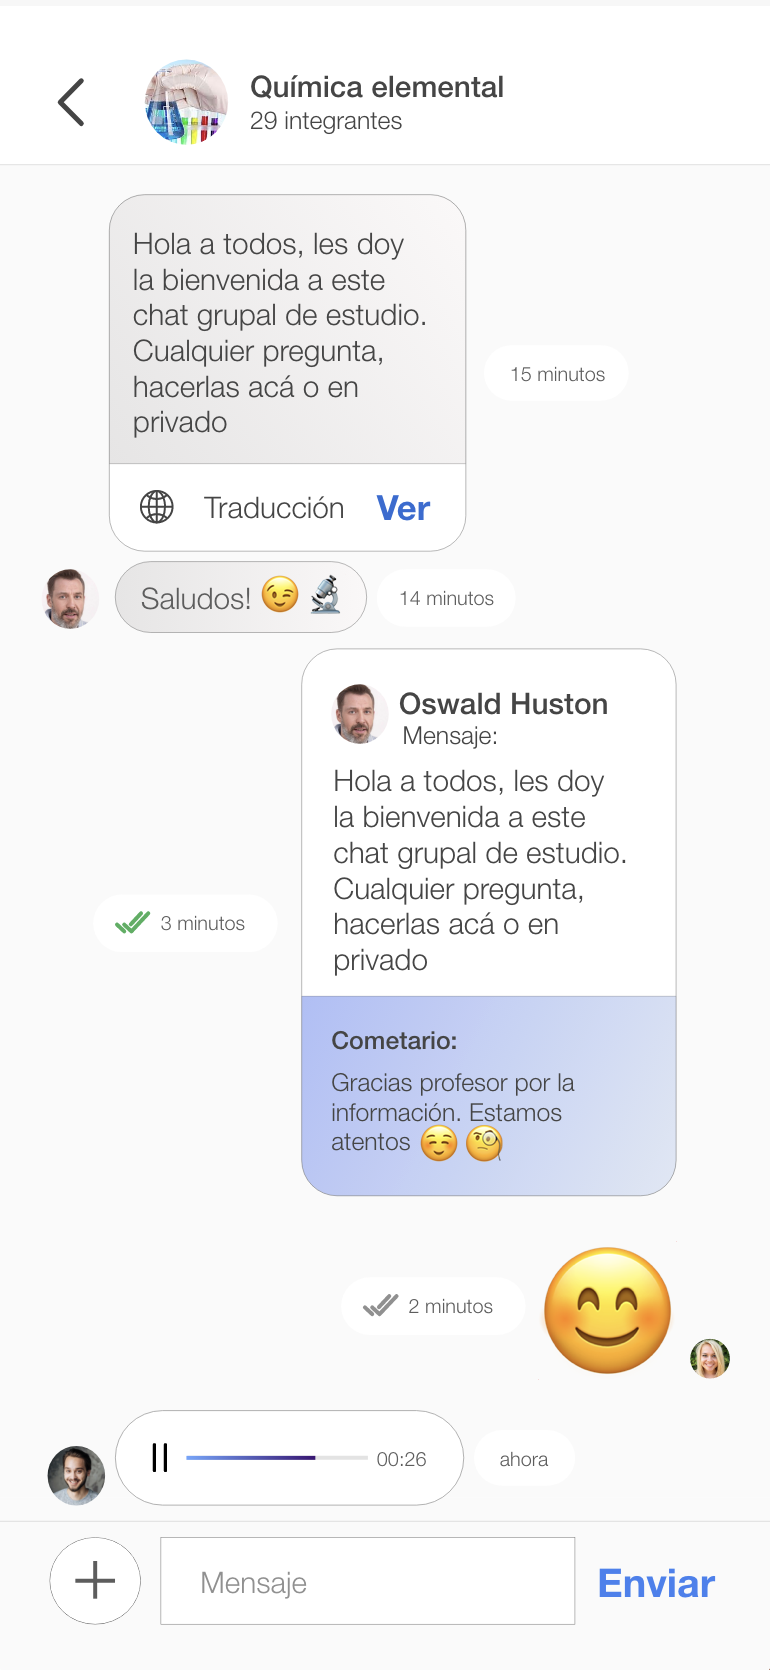 Química elemental
29 integrantes
Hola a todos, les doy
la bienvenida a este
chat grupal de estudio.
Cualquier pregunta,
hacerlas acá o en
privado
15 minutos
Traducción Ver
Saludos! 😉 🔬
14 minutos
Oswald Huston
Mensaje:
Hola a todos, les doy
la bienvenida a este
chat grupal de estudio.
Cualquier pregunta,
hacerlas acá o en
privado
3 minutos
Cometario:
Gracias profesor por la
información. Estamos
atentos ☺️ 🧐
2 minutos
😊
00:26
ahora
Mensaje
Enviar